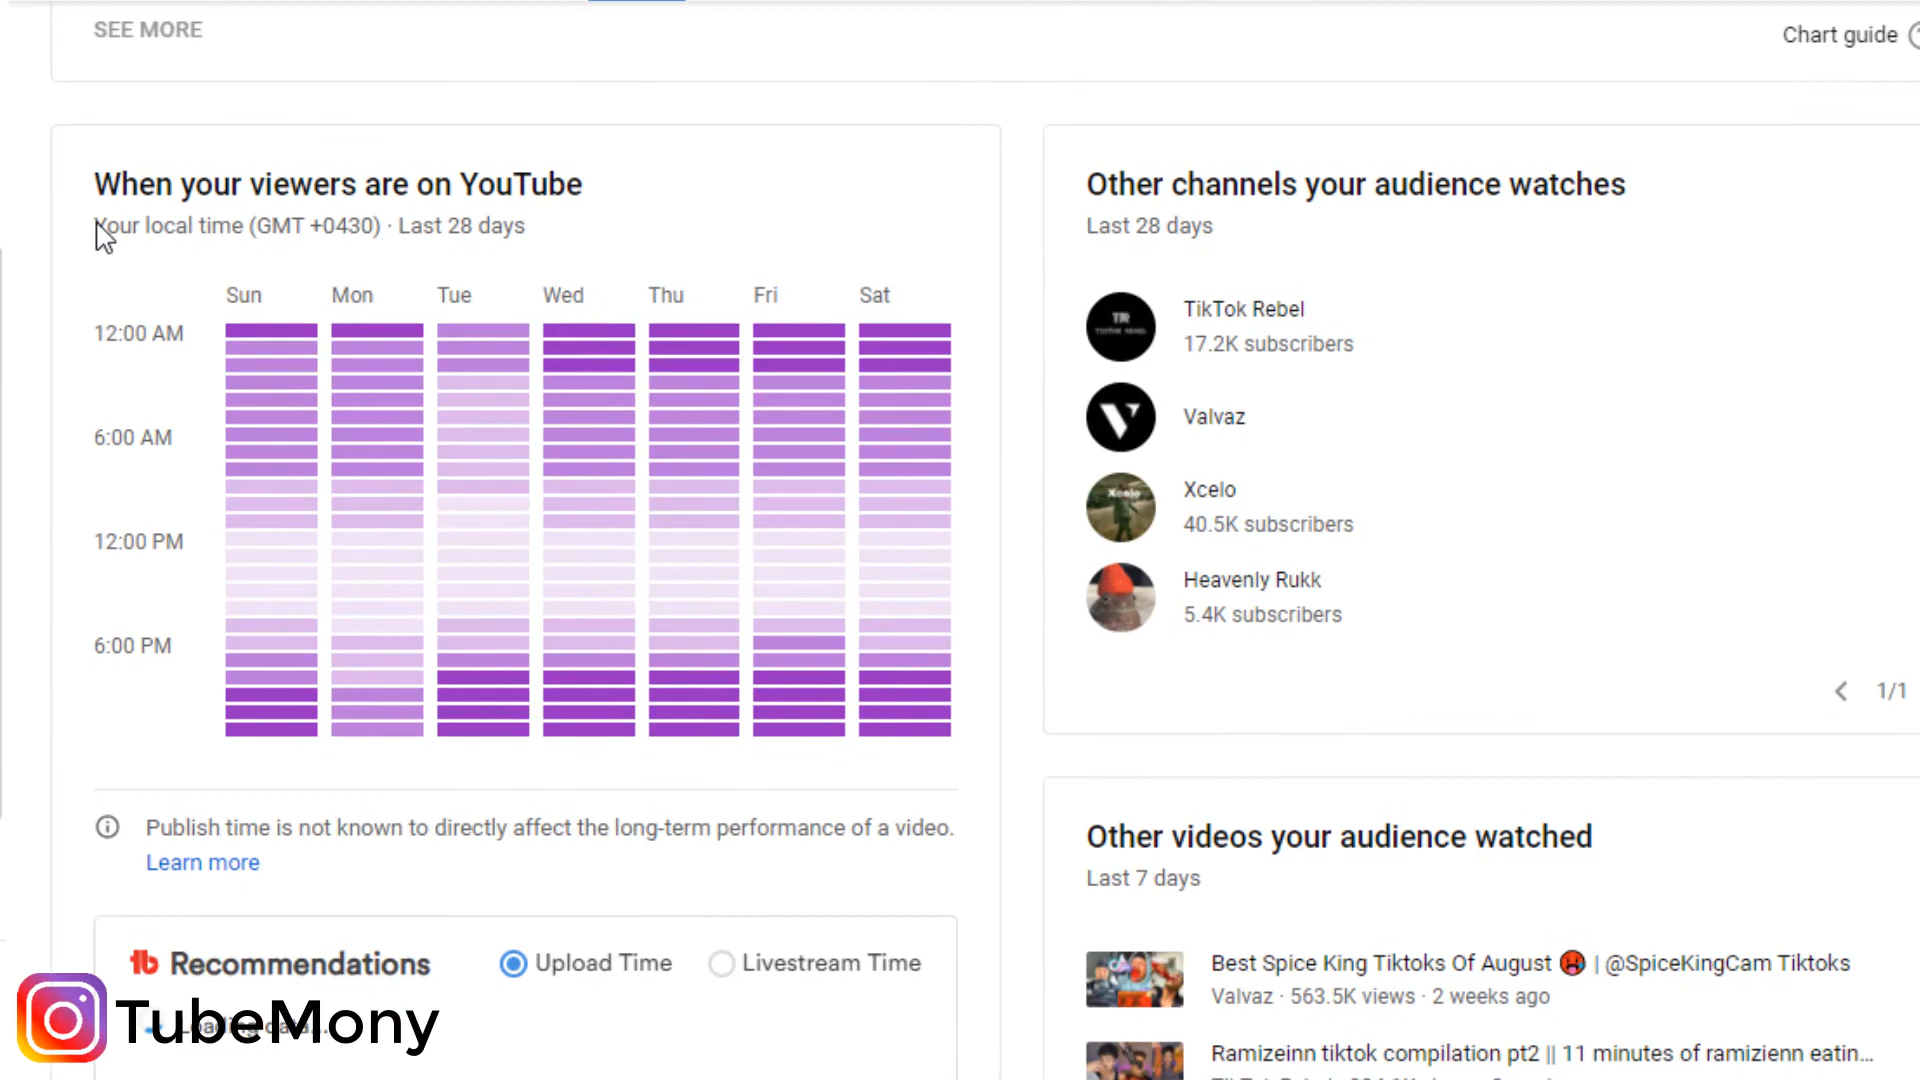 SEE MORE
Chart guide
When your viewers are on YouTube
Your local time (GMT +0430) · Last 28 days
Sun Mon Tue Wed Thu Fri Sat
12:00 AM
6:00 AM
12:00 PM
6:00 PM
Publish time is not known to directly affect the long-term performance of a video.
Learn more
Recommendations
Upload Time
Livestream Time
Loading data...
TubeMony
Other channels your audience watches
Last 28 days
TR
TikTok Rebel
17.2K subscribers
Valvaz
Xcelo
Xcelo
40.5K subscribers
Heavenly Rukk
5.4K subscribers
1/1
Other videos your audience watched
Last 7 days
Best Spice King Tiktoks Of August 🥵 | @SpiceKingCam Tiktoks
Valvaz · 563.5K views · 2 weeks ago
Ramizeinn tiktok compilation pt2 || 11 minutes of ramizienn eatin...